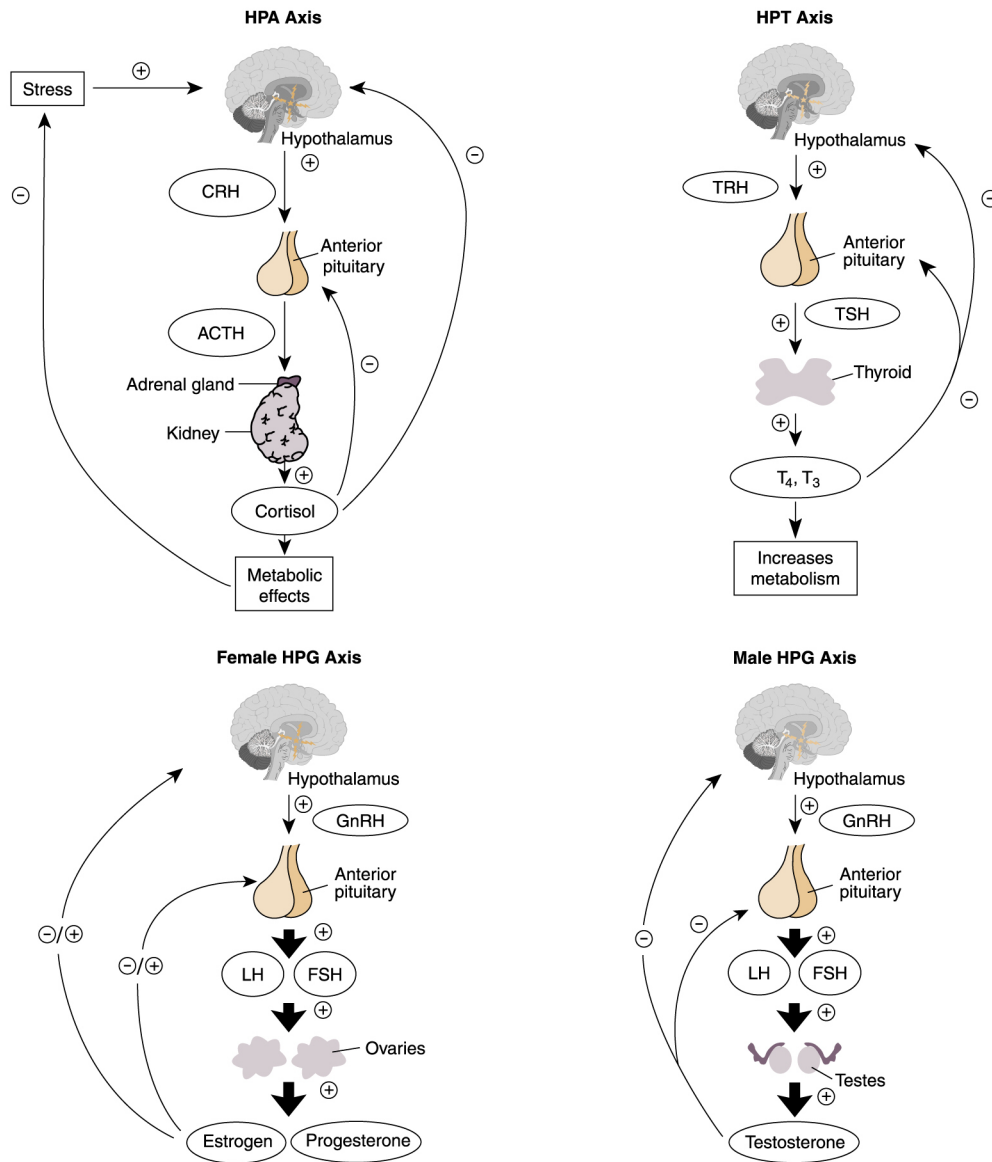 HPA Axis
Stress
+
Hypothalamus
−
+
−
CRH
Anterior
pituitary
ACTH
−
Adrenal gland
Kidney
+
Cortisol
Metabolic
effects
HPT Axis
Hypothalamus
+
TRH
−
Anterior
pituitary
TSH
+
Thyroid
−
+
T4, T3
Increases
metabolism
Female HPG Axis
Hypothalamus
+
GnRH
Anterior
pituitary
−/+
+
−/+
LH
FSH
+
Ovaries
+
Estrogen
Progesterone
Male HPG Axis
Hypothalamus
+
GnRH
Anterior
pituitary
−
−
+
LH
FSH
+
Testes
+
Testosterone